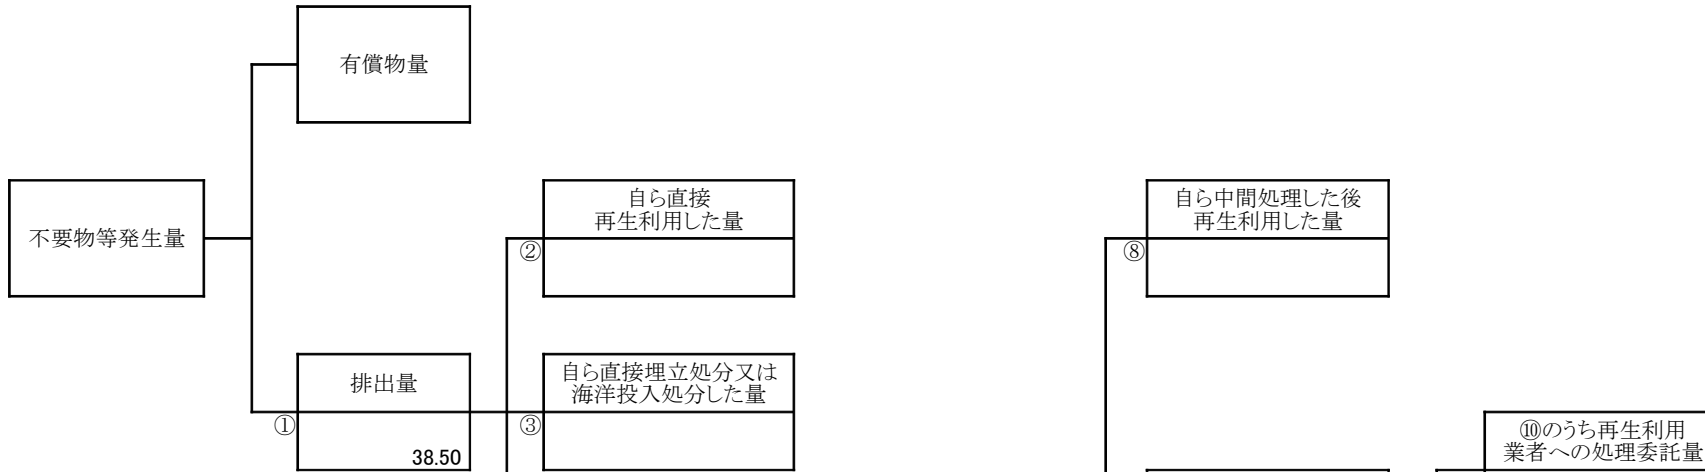 有償物量
不要物等発生量
自ら直接
再生利用した量
②
自ら中間処理した後
再生利用した量
⑧
排出量
①
38.50
自ら直接埋立処分又は
海洋投入処分した量
③
⑩のうち再生利用
業者への処理委託量